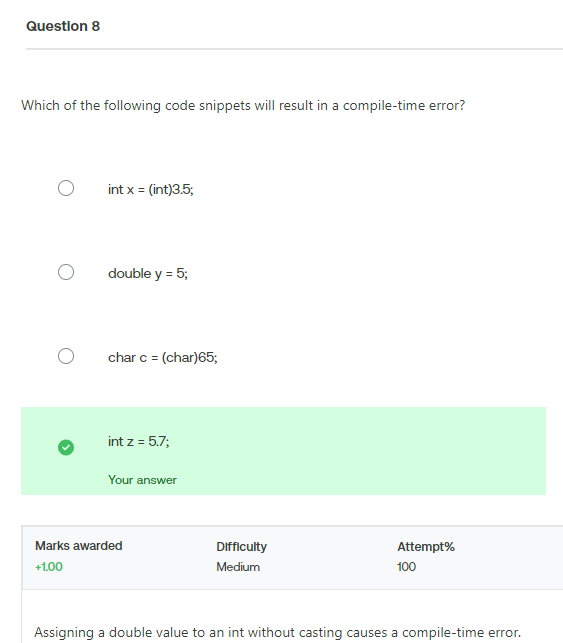 Question 8
Which of the following code snippets will result in a compile-time error?
int x = (int)3.5;
double y = 5;
char c = (char)65;
int z = 5.7;
Your answer
Marks awarded Difficulty Attempt%
+1.00 Medium 100
Assigning a double value to an int without casting causes a compile-time error.